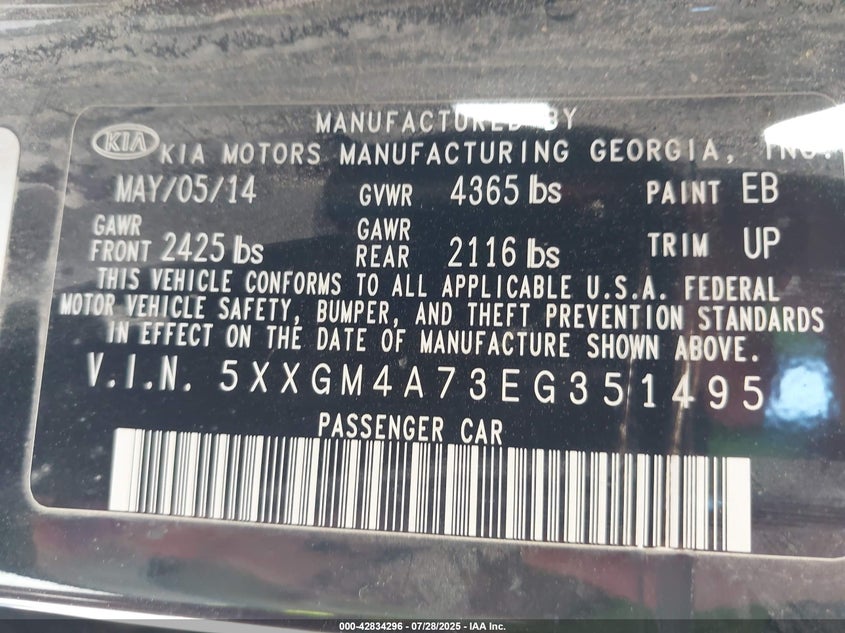 MANUFACTURED BY
KIA KIA MOTORS MANUFACTURING GEORGIA, INC.
MAY/05/14 GVWR 4365 lbs PAINT EB
GAWR FRONT 2425 lbs GAWR REAR 2116 lbs TRIM UP
THIS VEHICLE CONFORMS TO ALL APPLICABLE U.S.A. FEDERAL
MOTOR VEHICLE SAFETY, BUMPER, AND THEFT PREVENTION STANDARDS
IN EFFECT ON THE DATE OF MANUFACTURE SHOWN ABOVE.
V.I.N. 5XXGM4A73EG351495
PASSENGER CAR
000-42834296 - 07/28/2025 - IAA Inc.